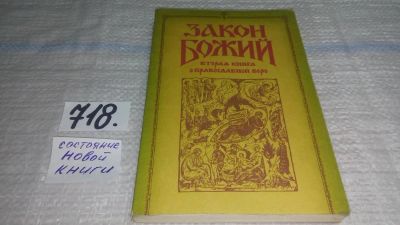 ЗАКОН
БОЖИЙ
вторая книга
о православной вере
718.
состояние
новой
книги